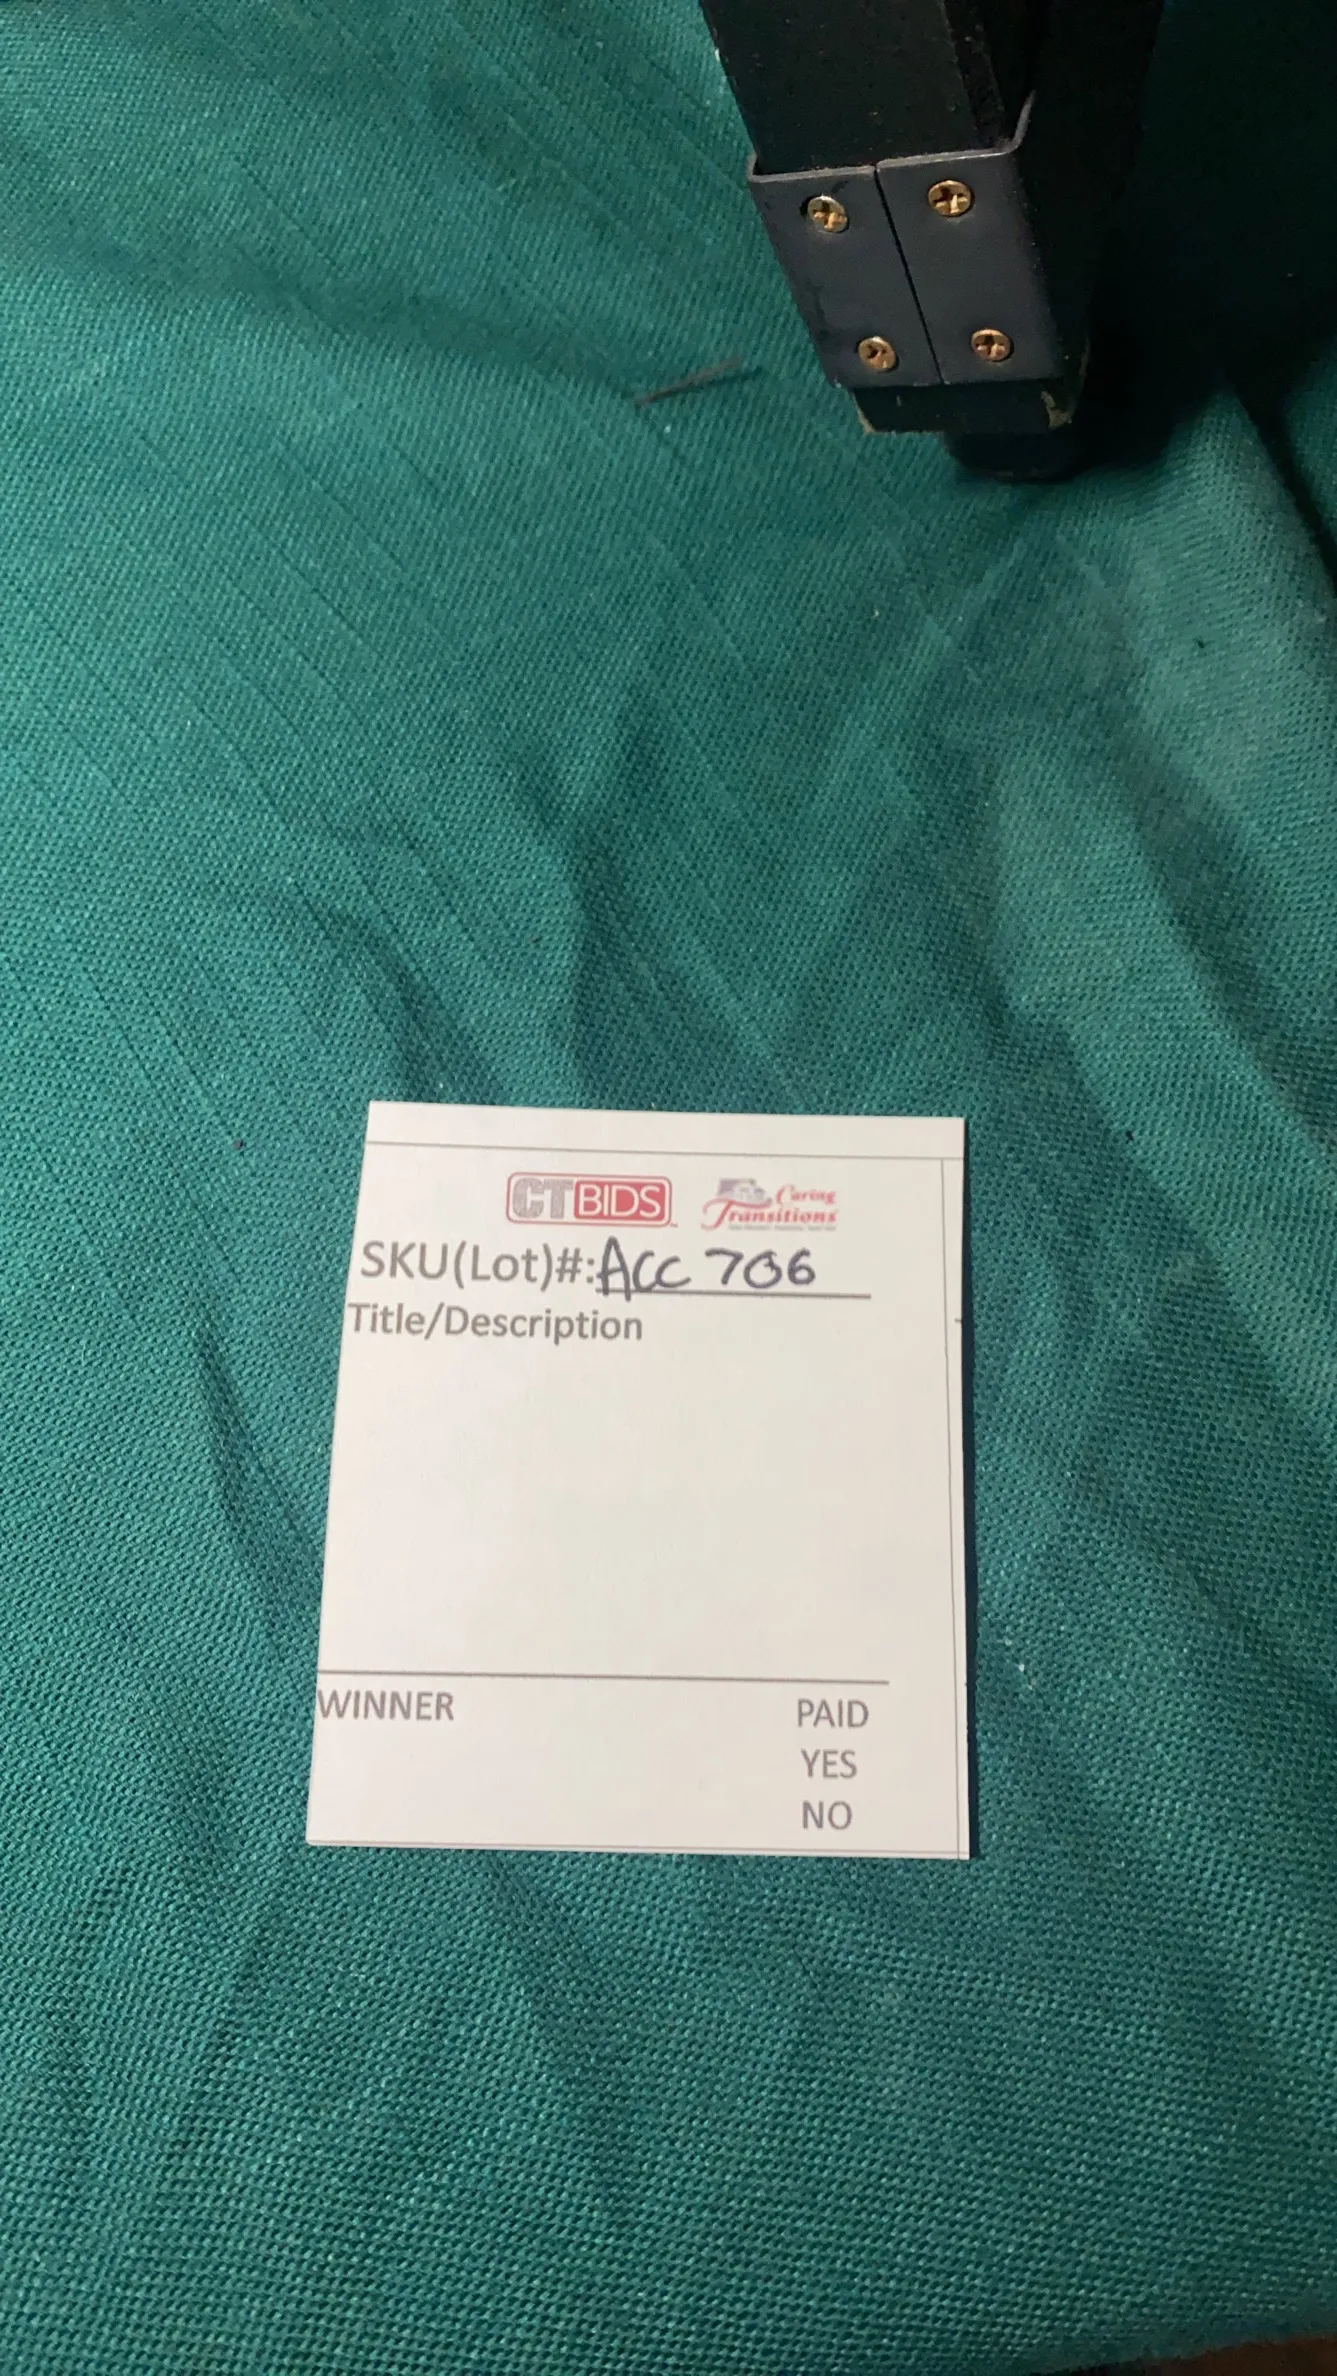 CTBIDS Caring
Transitions
SKU(Lot)#: ACC 706
Title/Description
WINNER PAID
YES
NO